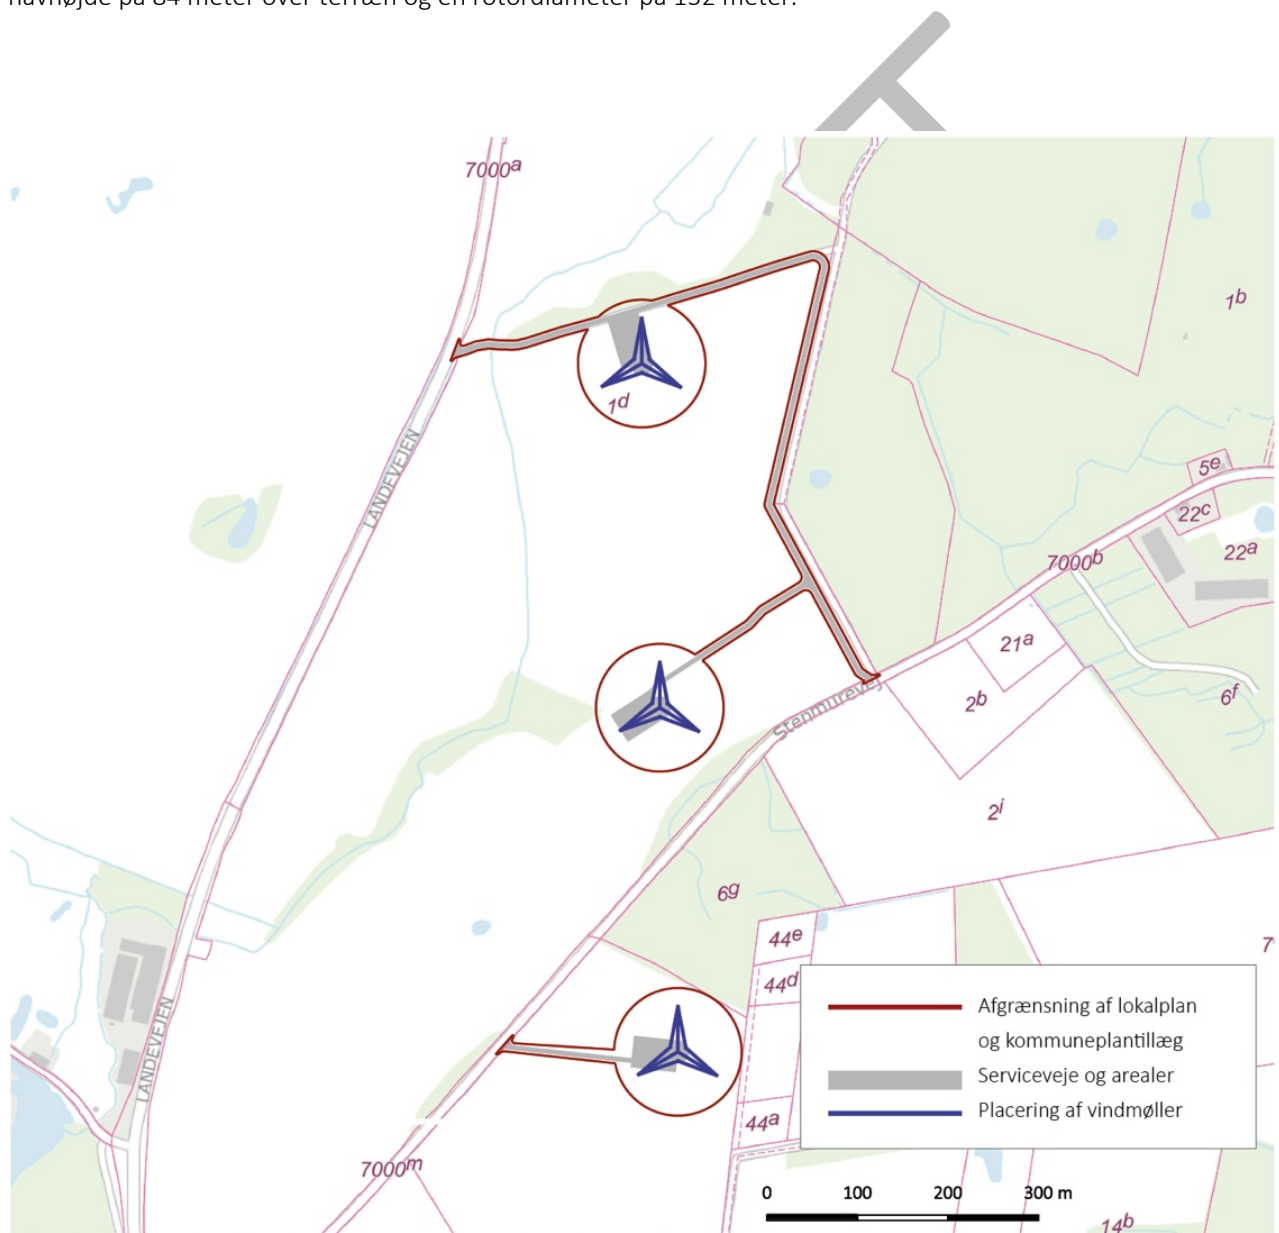 navhøjde på 84 meter over terræn og en rotordiameter på 132 meter.
7000a
1b
1d
LANDEVEJEN
5e
22c
22a
7000b
21a
6f
2b
Stenmurevej
2i
6g
44e
44d
Afgrænsning af lokalplan
og kommuneplantillæg
Serviceveje og arealer
Placering af vindmøller
LANDEVEJEN
44a
7000m
0 100 200 300 m
14b